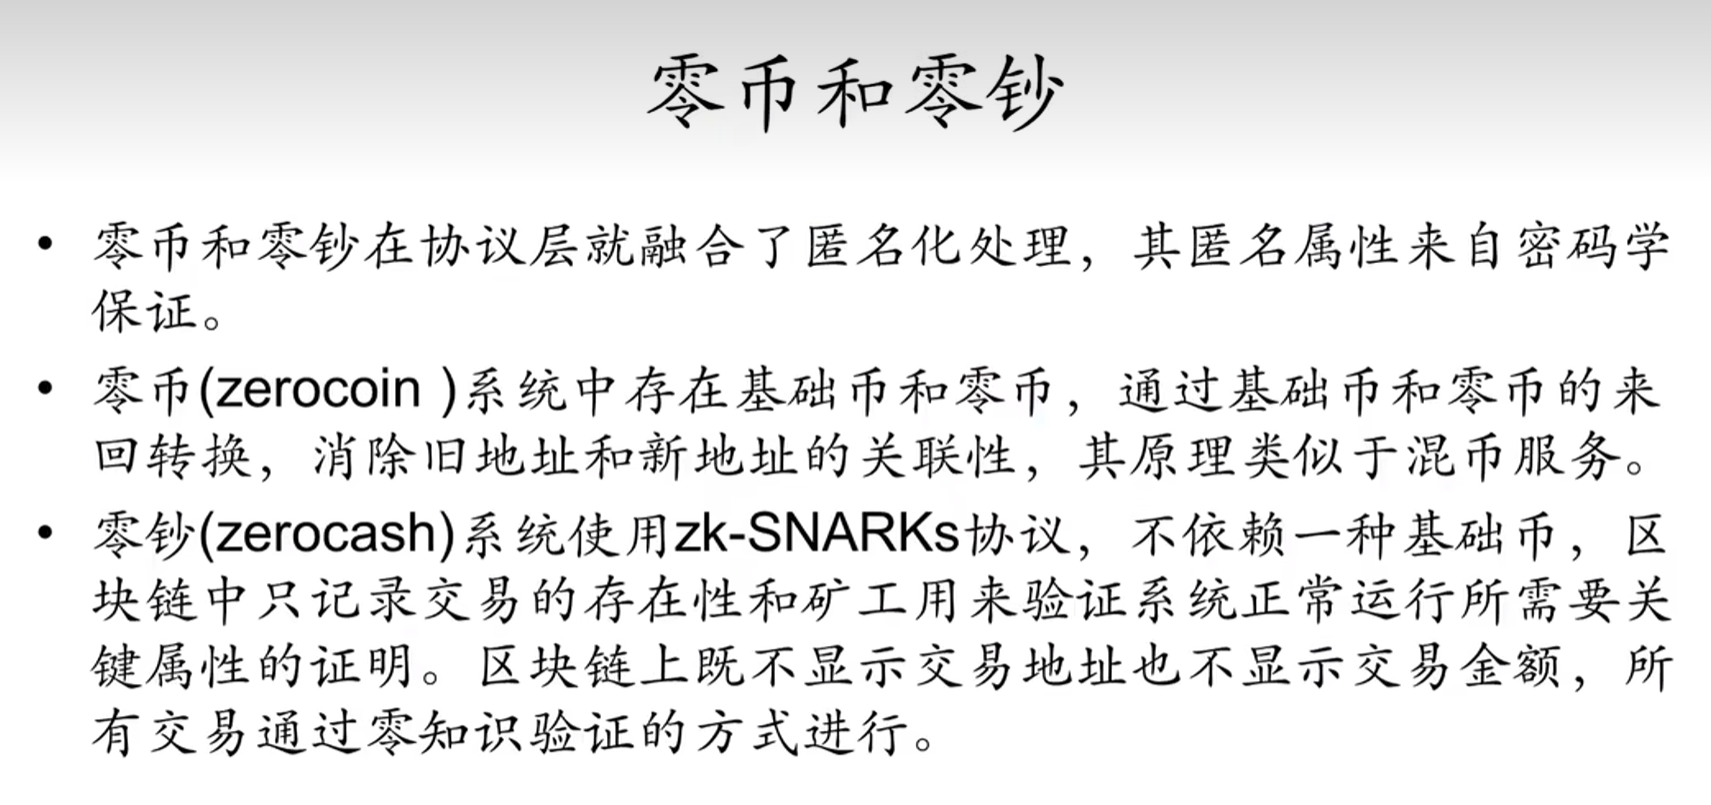 零币和零钞
• 零币和零钞在协议层就融合了匿名化处理，其匿名属性来自密码学
保证。
• 零币(zerocoin )系统中存在基础币和零币，通过基础币和零币的来
回转换，消除旧地址和新地址的关联性，其原理类似于混币服务。
• 零钞(zerocash)系统使用zk-SNARKs协议，不依赖一种基础币，区
块链中只记录交易的存在性和矿工用来验证系统正常运行所需要关
键属性的证明。区块链上既不显示交易地址也不显示交易金额，所
有交易通过零知识验证的方式进行。